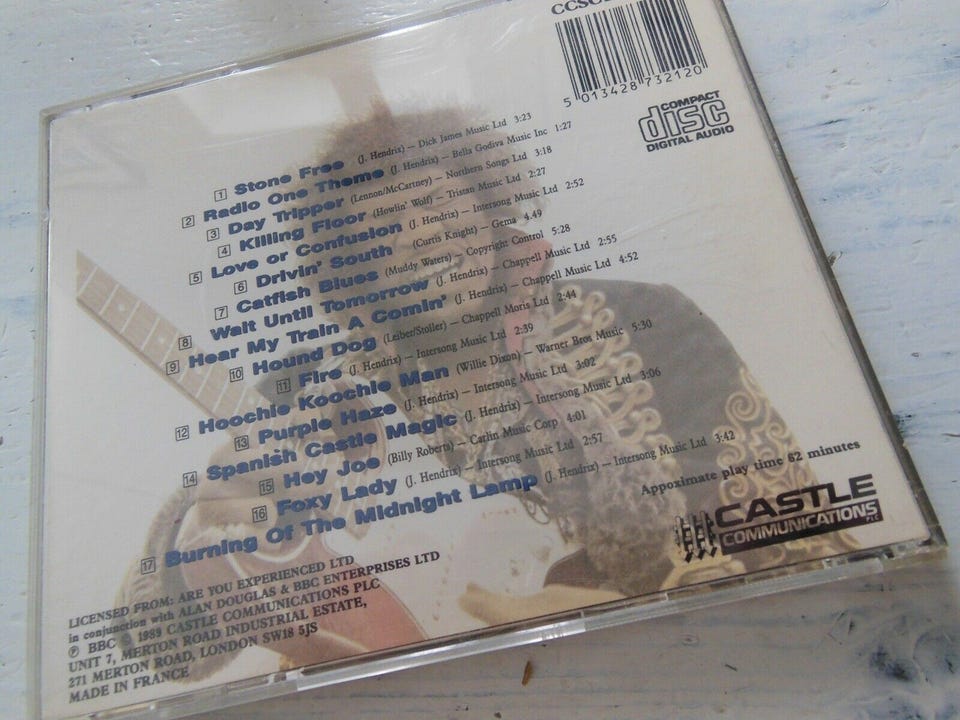 CCSC
5 013428 732120
COMPACT
disc
DIGITAL AUDIO
1 Stone Free (J. Hendrix) — Dick James Music Ltd 3:23
2 Radio One Theme (J. Hendrix) — Bella Godiva Music Inc 1:27
3 Day Tripper (Lennon/McCartney) — Northern Songs Ltd 3:18
4 Killing Floor (Howlin' Wolf) — Tristan Music Ltd 2:27
5 Love or Confusion (J. Hendrix) — Intersong Music Ltd 2:52
6 Drivin' South (Curtis Knight) — Gema 4.49
7 Catfish Blues (Muddy Waters) — Copyright Control 5:28
8 Wait Until Tomorrow (J. Hendrix) — Chappell Music Ltd 2:55
9 Hear My Train A Comin' (J. Hendrix) — Chappell Music Ltd 4:52
10 Hound Dog (Leiber/Stoller) — Chappell Moris Ltd 2:44
11 Fire (J. Hendrix) — Intersong Music Ltd 2:39
12 Hoochie Koochie Man (Willie Dixon) — Warner Bros Music 5:30
13 Purple Haze (J. Hendrix) — Intersong Music Ltd 3:02
14 Spanish Castle Magic (J. Hendrix) — Intersong Music Ltd 3:06
15 Hey Joe (Billy Roberts) — Carlin Music Corp 4:01
16 Foxy Lady (J. Hendrix) — Intersong Music Ltd 2:57
17 Burning Of The Midnight Lamp (J. Hendrix) — Intersong Music Ltd 3:42
Appoximate play time 62 minutes
CASTLE
COMMUNICATIONS
PLC
LICENSED FROM: ARE YOU EXPERIENCED LTD
in conjunction with ALAN DOUGLAS & BBC ENTERPRISES LTD
℗ BBC © 1989 CASTLE COMMUNICATIONS PLC
UNIT 7, MERTON ROAD INDUSTRIAL ESTATE,
271 MERTON ROAD, LONDON SW18 5JS
MADE IN FRANCE